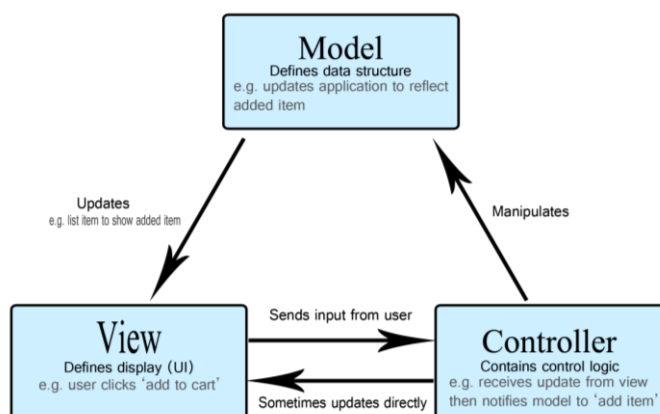 Model
Defines data structure
e.g. updates application to reflect
added item
Updates
e.g. list item to show added item
Manipulates
View
Defines display (UI)
e.g. user clicks ‘add to cart’
Sends input from user
Sometimes updates directly
Controller
Contains control logic
e.g. receives update from view
then notifies model to ‘add item’